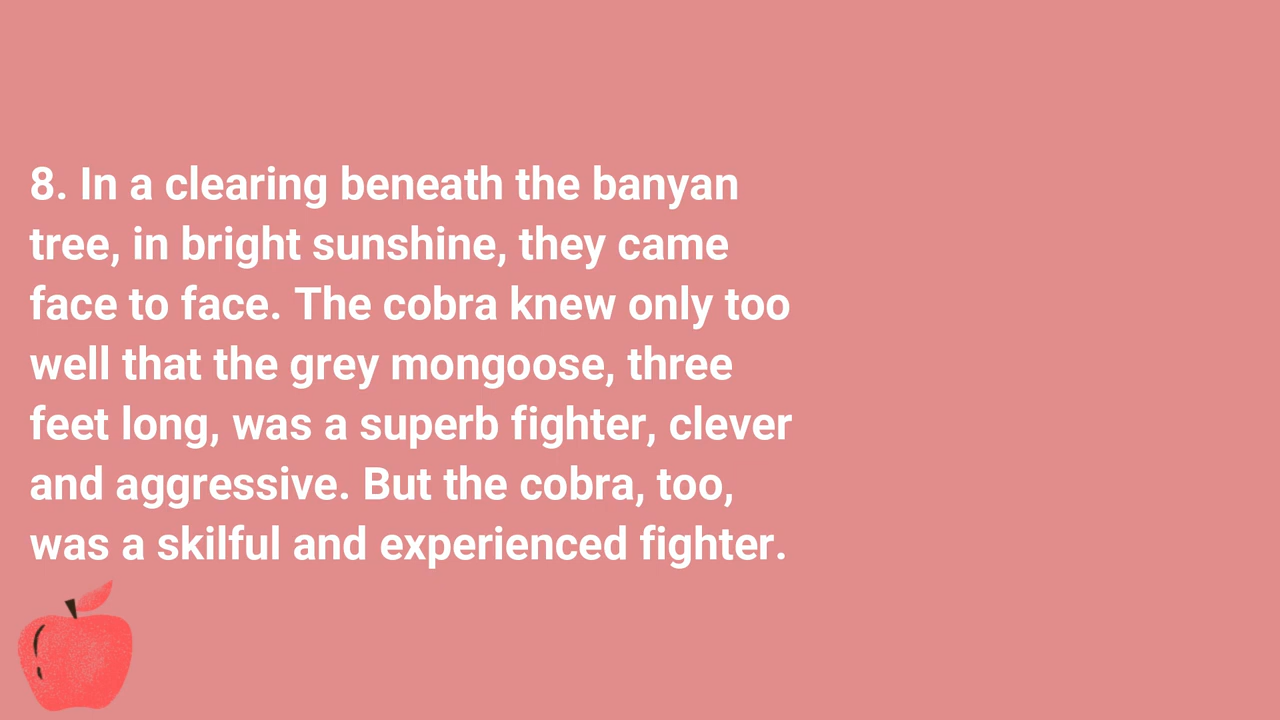 8. In a clearing beneath the banyan
tree, in bright sunshine, they came
face to face. The cobra knew only too
well that the grey mongoose, three
feet long, was a superb fighter, clever
and aggressive. But the cobra, too,
was a skilful and experienced fighter.